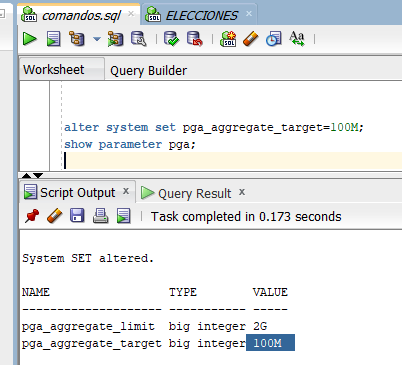 comandos.sql
ELECCIONES
Worksheet Query Builder
alter system set pga_aggregate_target=100M;
show parameter pga;
Script Output x Query Result x
Task completed in 0.173 seconds
System SET altered.
NAME TYPE VALUE
------------------- ----------- -----
pga_aggregate_limit big integer 2G
pga_aggregate_target big integer 100M